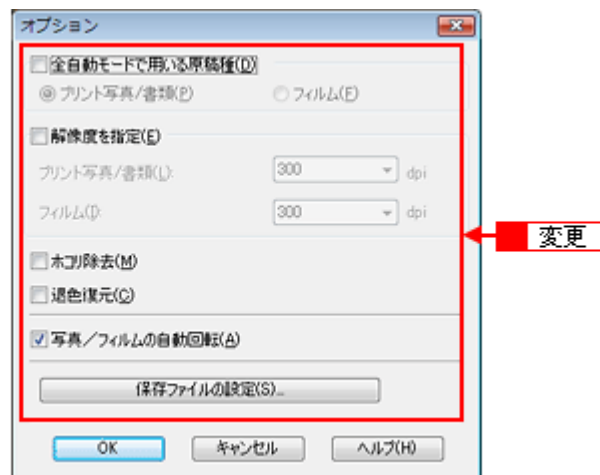 オプション
全自動モードで用いる原稿種(D)
プリント写真/書類(P) フィルム(F)
解像度を指定(E)
プリント写真/書類(L): 300 dpi
フィルム(I): 300 dpi
変更
ホコリ除去(M)
退色復元(C)
写真/フィルムの自動回転(A)
保存ファイルの設定(S)...
OK キャンセル ヘルプ(H)